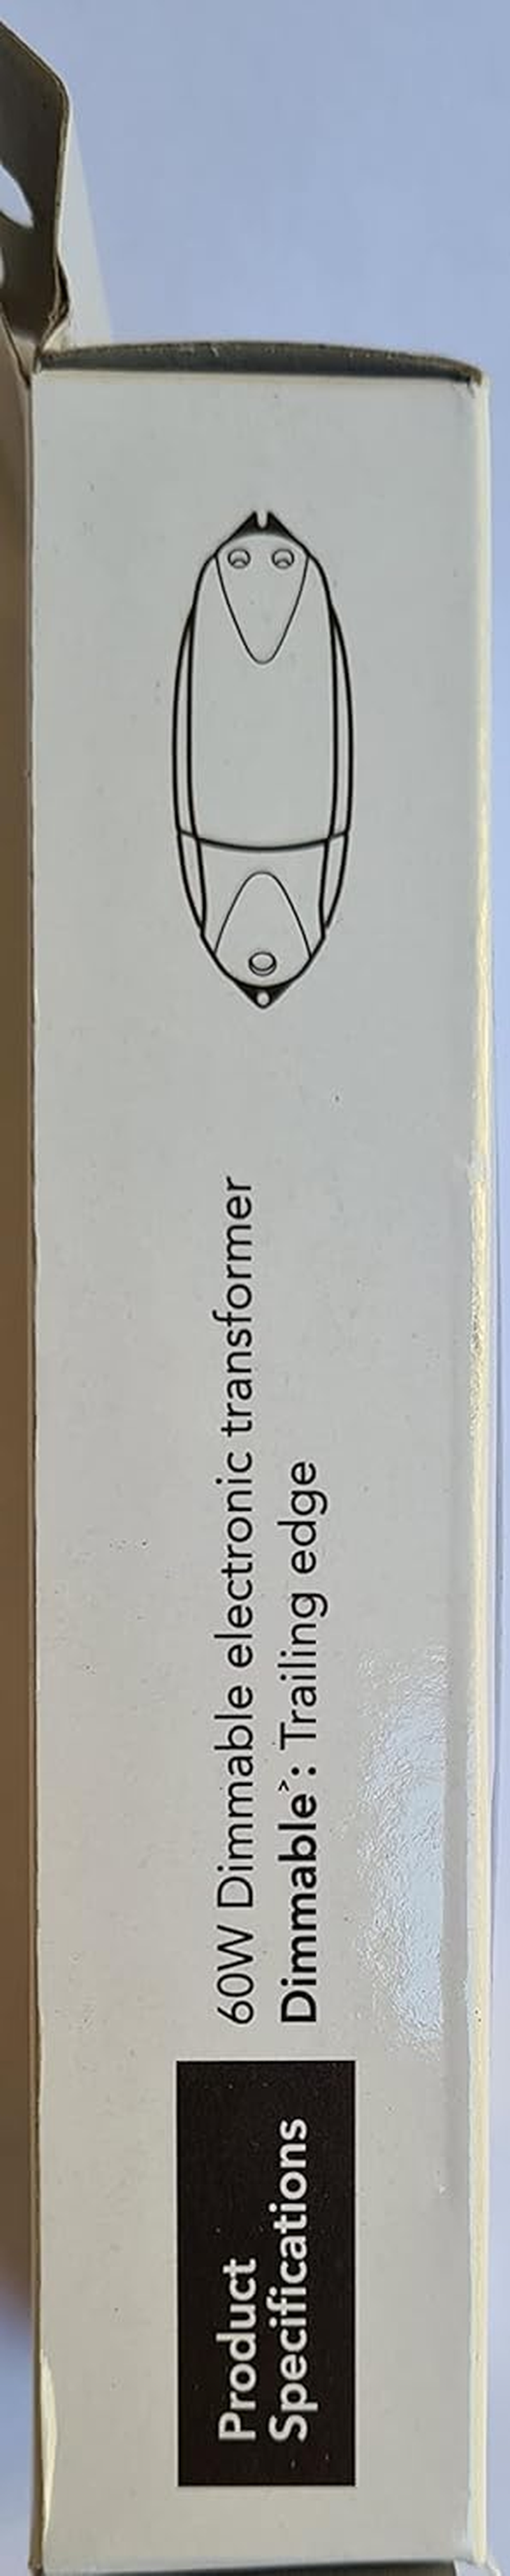 Product
Specifications
60W Dimmable electronic transformer
Dimmable^: Trailing edge